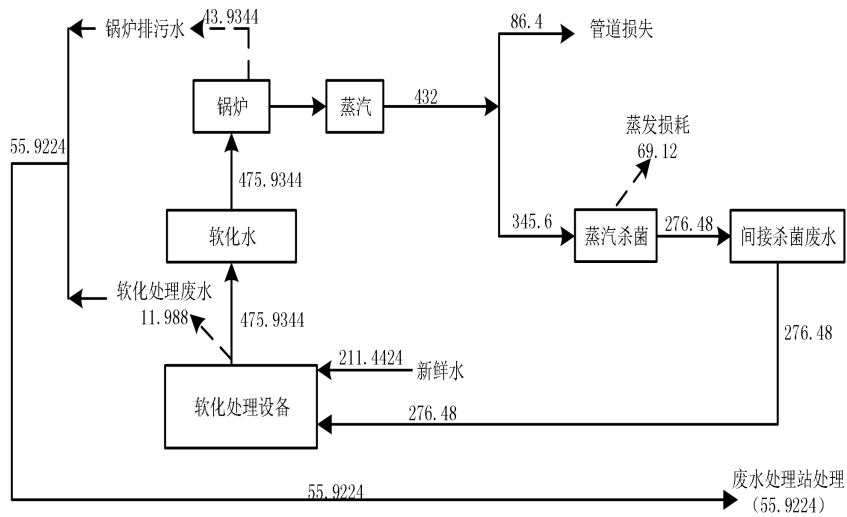 43.9344
86.4
锅炉排污水
管道损失
锅炉
蒸汽
432
蒸发损耗
69.12
55.9224
475.9344
345.6
276.48
软化水
蒸汽杀菌
间接杀菌废水
软化处理废水
11.988
475.9344
276.48
211.4424
新鲜水
软化处理设备
276.48
废水处理站处理
55.9224
（55.9224）